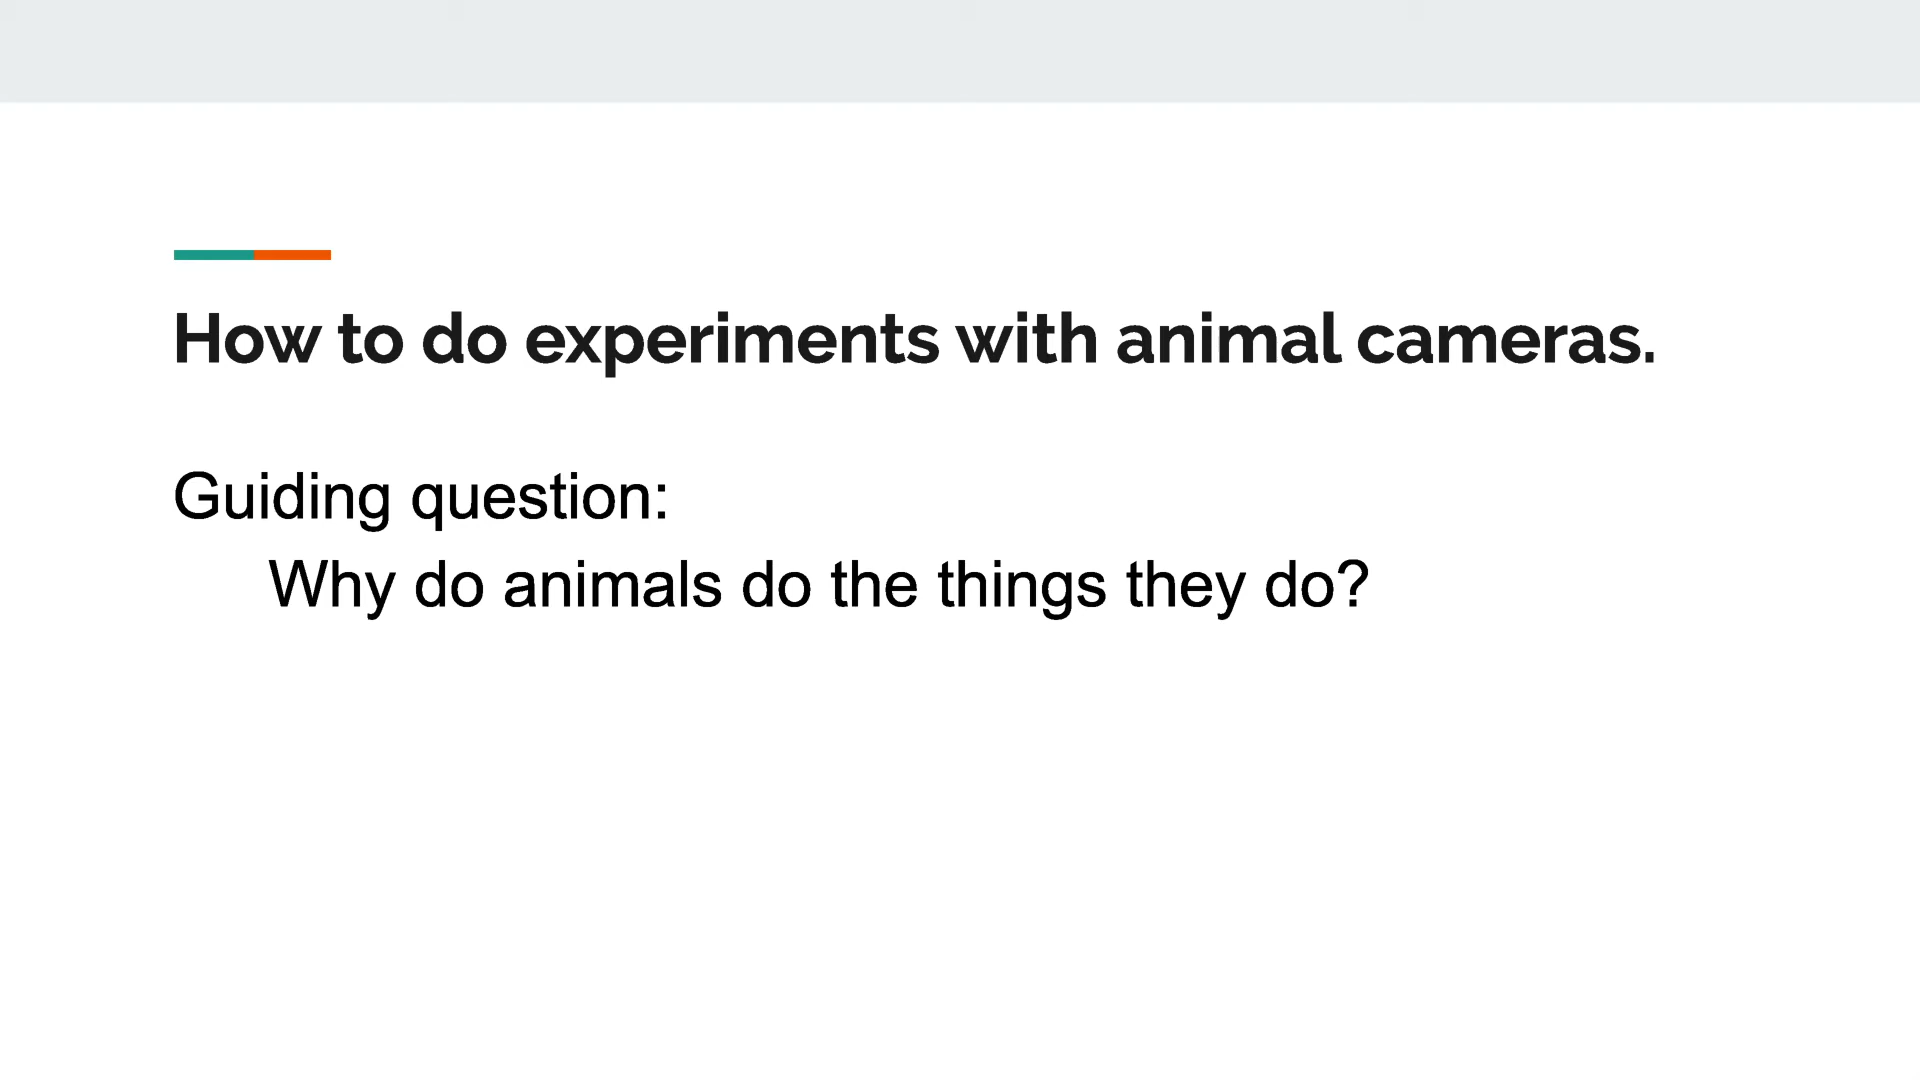 How to do experiments with animal cameras.
Guiding question:
Why do animals do the things they do?